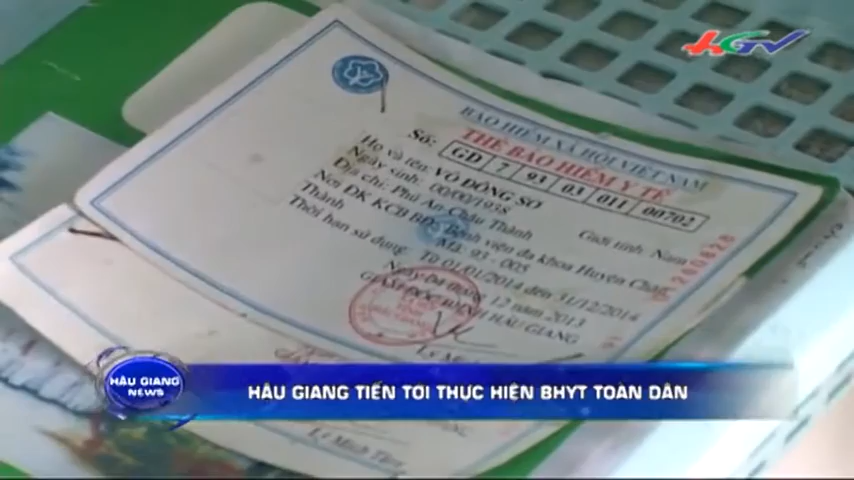 HGTV
BẢO HIỂM XÃ HỘI VIỆT NAM
THẺ BẢO HIỂM Y TẾ
Số: GD 7 93 03 011 00702
Họ và tên: VÕ ĐÔNG SƠ
Ngày sinh: 00/00/1938 Giới tính: Nam
Địa chỉ: Phú An Châu Thành
Nơi ĐK KCB BĐ: Bệnh viện đa khoa Huyện Châu
Thành Mã: 93 - 005
Thời hạn sử dụng Từ 01/01/2014 đến 31/12/2014
Ngày 04 tháng 12 năm 2013
GIÁM ĐỐC BHXH TỈNH HẬU GIANG
HẬU GIANG
NEWS
HẬU GIANG TIẾN TỚI THỰC HIỆN BHYT TOÀN DÂN